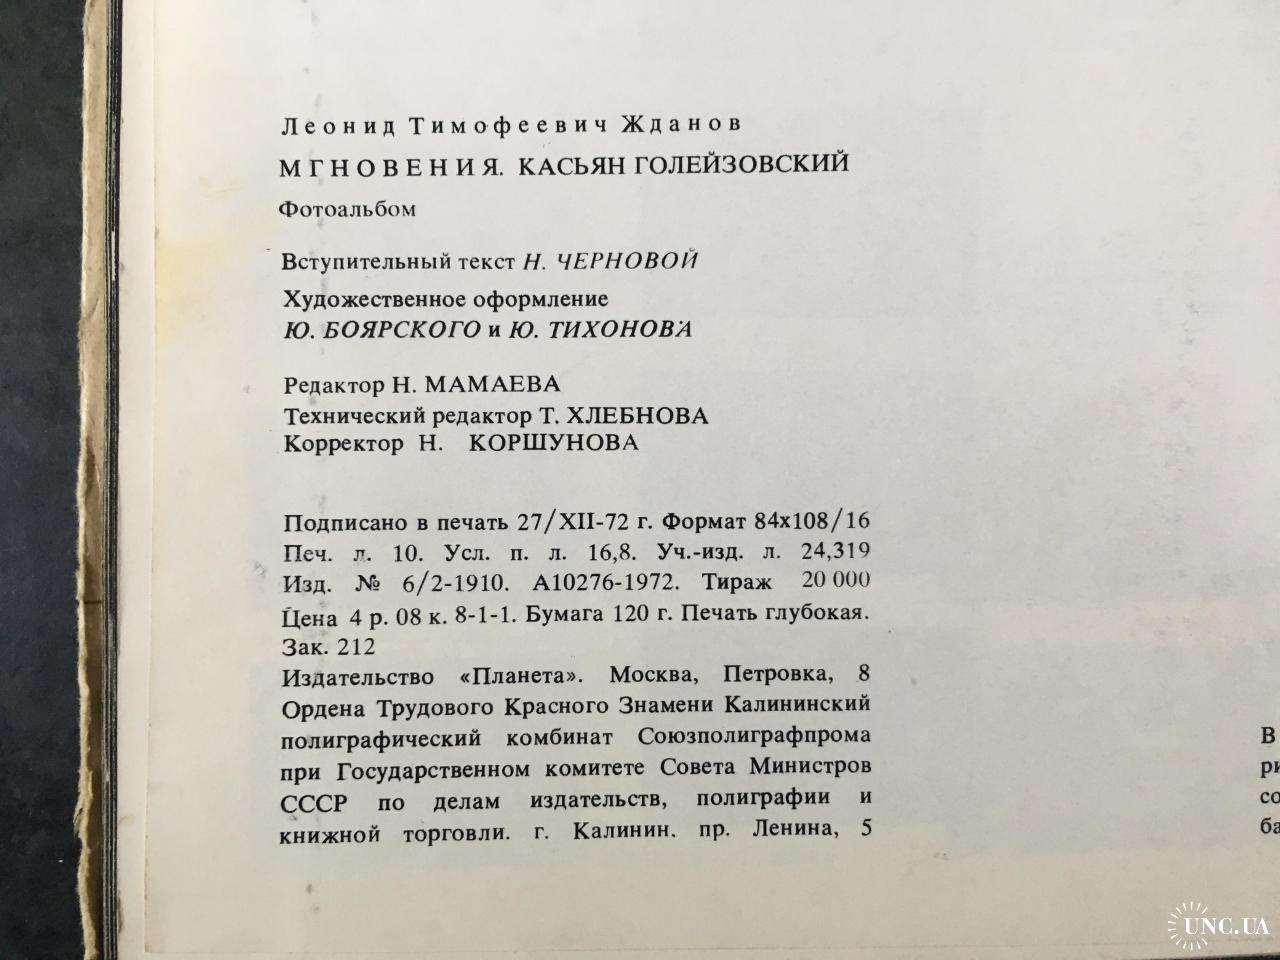 Леонид Тимофеевич Жданов
МГНОВЕНИЯ. КАСЬЯН ГОЛЕЙЗОВСКИЙ
Фотоальбом
Вступительный текст Н. ЧЕРНОВОЙ
Художественное оформление
Ю. БОЯРСКОГО и Ю. ТИХОНОВА
Редактор Н. МАМАЕВА
Технический редактор Т. ХЛЕБНОВА
Корректор Н. КОРШУНОВА
Подписано в печать 27/XII-72 г. Формат 84х108/16
Печ. л. 10. Усл. п. л. 16,8. Уч.-изд. л. 24,319
Изд. № 6/2-1910. А10276-1972. Тираж 20 000
Цена 4 р. 08 к. 8-1-1. Бумага 120 г. Печать глубокая.
Зак. 212
Издательство «Планета». Москва, Петровка, 8
Ордена Трудового Красного Знамени Калининский
полиграфический комбинат Союзполиграфпрома
при Государственном комитете Совета Министров
СССР по делам издательств, полиграфии и
книжной торговли. г. Калинин. пр. Ленина, 5
В
UNC.UA